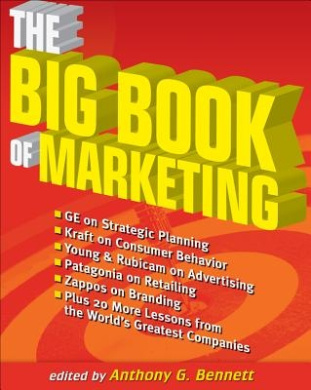 THE
BIG BOOK
OF MARKETING
GE on Strategic Planning
Kraft on Consumer Behavior
Young & Rubicam on Advertising
Patagonia on Retailing
Zappos on Branding
Plus 20 More Lessons from
the World's Greatest Companies
edited by Anthony G. Bennett